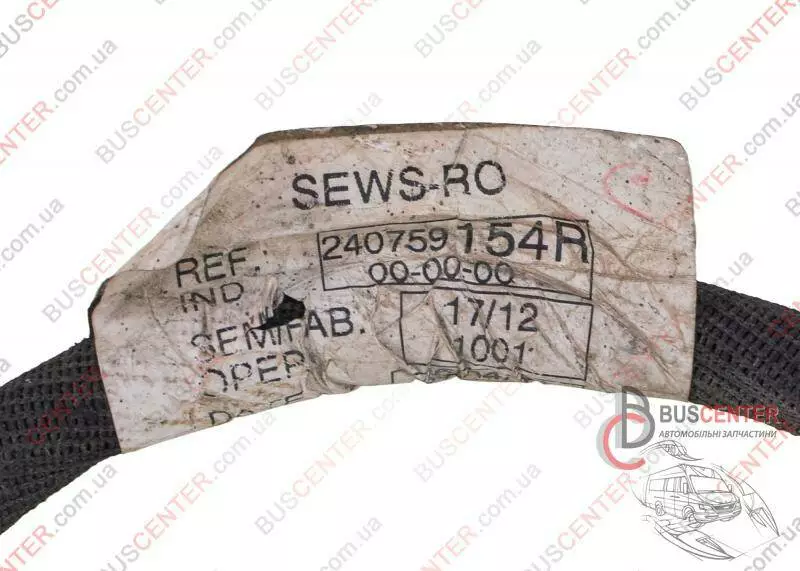 SEWS-RO
REF. 240759154R
IND 00-00-00
SEMIFAB. 17/12
OPER 1001
BUSCENTER
АВТОМОБІЛЬНІ ЗАПЧАСТИНИ
BUSCENTER.com.ua